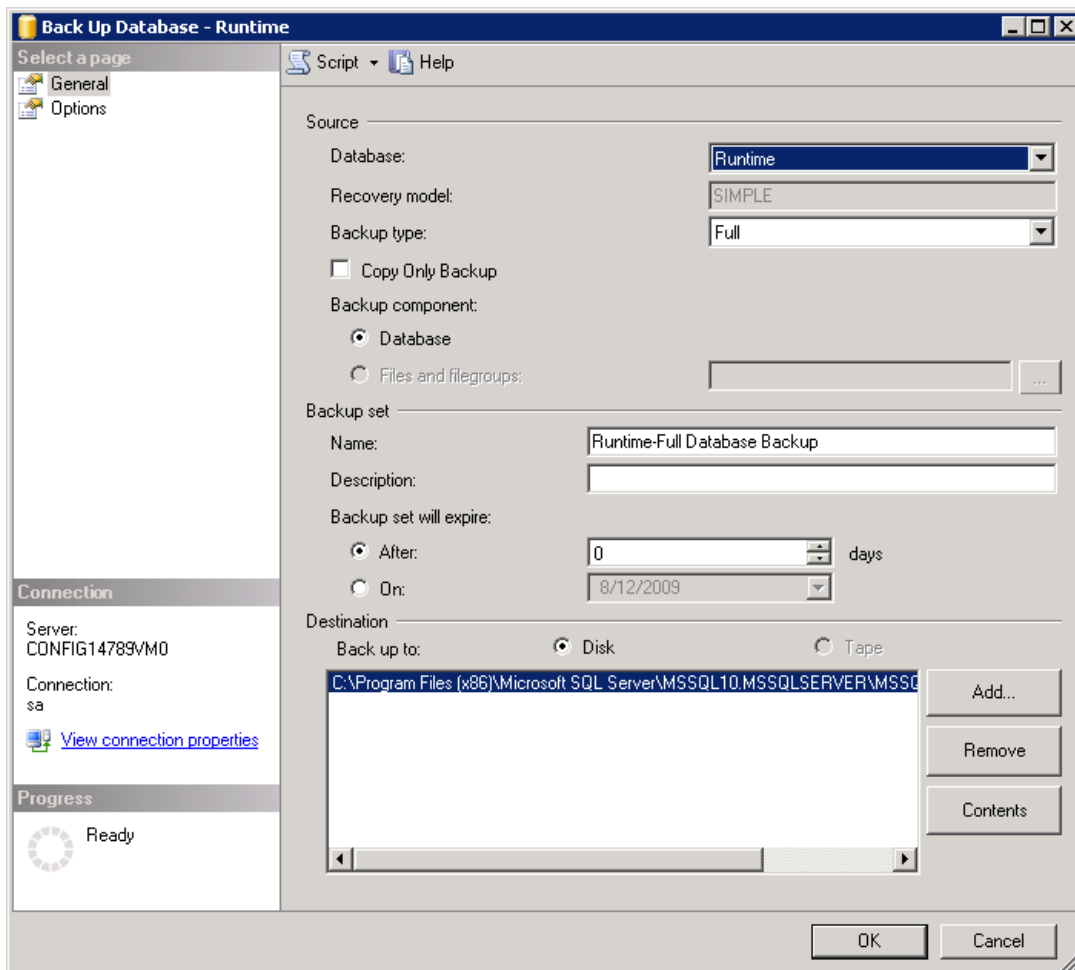 Back Up Database - Runtime
Select a page
General
Options
Script Help
Source
Database: Runtime
Recovery model: SIMPLE
Backup type: Full
Copy Only Backup
Backup component:
Database
Files and filegroups: ...
Backup set
Name: Runtime-Full Database Backup
Description:
Backup set will expire:
After: 0 days
On: 8/12/2009
Destination
Back up to: Disk Tape
C:\Program Files (x86)\Microsoft SQL Server\MSSQL10.MSSQLSERVER\MSSQ
Add...
Remove
Contents
Connection
Server:
CONFIG14789VM0
Connection:
sa
View connection properties
Progress
Ready
OK Cancel